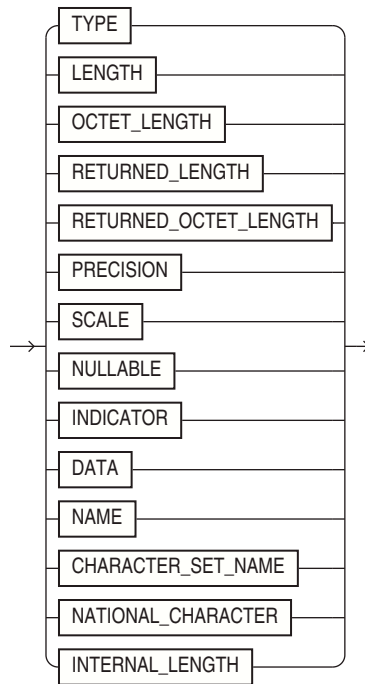 TYPE
LENGTH
OCTET_LENGTH
RETURNED_LENGTH
RETURNED_OCTET_LENGTH
PRECISION
SCALE
NULLABLE
INDICATOR
DATA
NAME
CHARACTER_SET_NAME
NATIONAL_CHARACTER
INTERNAL_LENGTH